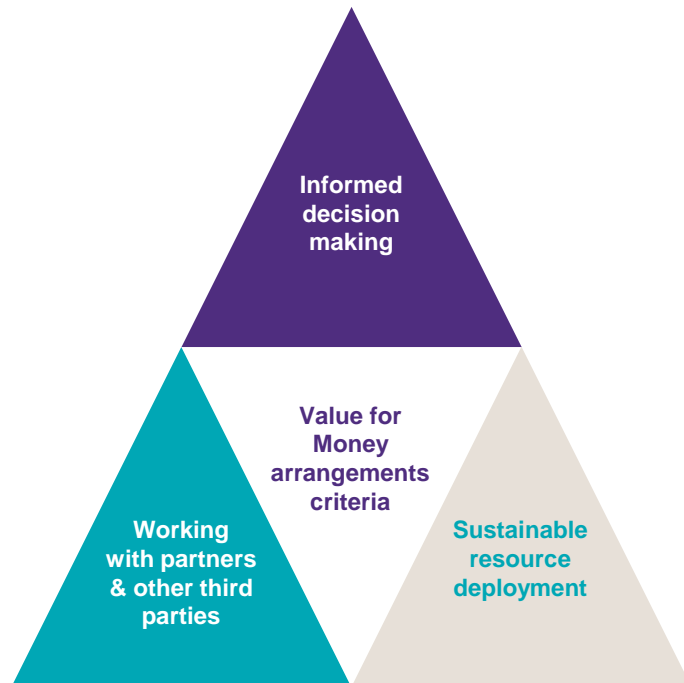 Informed
decision
making
Value for
Money
arrangements
criteria
Working
with partners
& other third
parties
Sustainable
resource
deployment